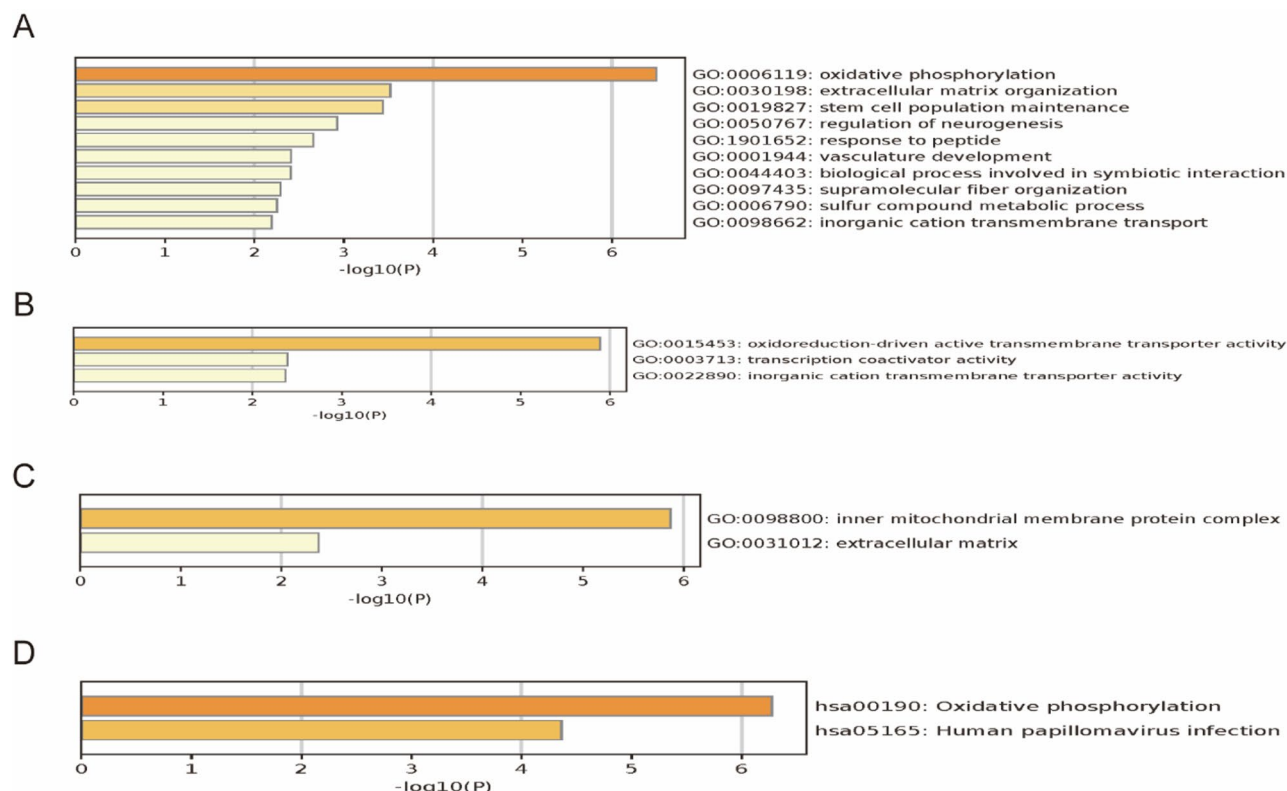 A
GO:0006119: oxidative phosphorylation
GO:0030198: extracellular matrix organization
GO:0019827: stem cell population maintenance
GO:0050767: regulation of neurogenesis
GO:1901652: response to peptide
GO:0001944: vasculature development
GO:0044403: biological process involved in symbiotic interaction
GO:0097435: supramolecular fiber organization
GO:0006790: sulfur compound metabolic process
GO:0098662: inorganic cation transmembrane transport
0 1 2 3 4 5 6
-log10(P)
B
GO:0015453: oxidoreduction-driven active transmembrane transporter activity
GO:0003713: transcription coactivator activity
GO:0022890: inorganic cation transmembrane transporter activity
0 1 2 3 4 5 6
-log10(P)
C
GO:0098800: inner mitochondrial membrane protein complex
GO:0031012: extracellular matrix
0 1 2 3 4 5 6
-log10(P)
D
hsa00190: Oxidative phosphorylation
hsa05165: Human papillomavirus infection
0 1 2 3 4 5 6
-log10(P)